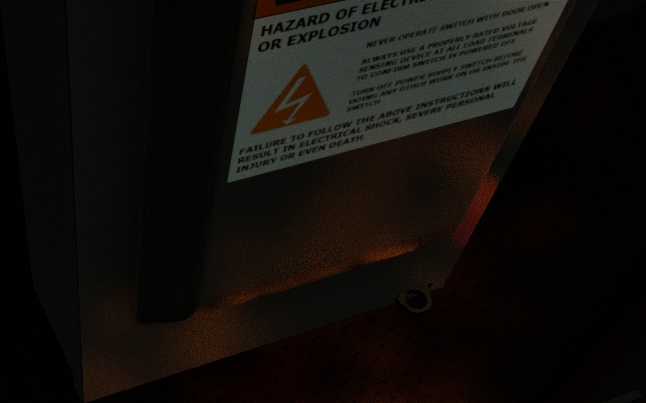 HAZARD OF
OR EXPLOSION
NEVER OPERATE SWITCH WITH DOOR OPEN
ALWAYS USE A PROPERLY RATED VOLTAGE
SENSING DEVICE AT ALL LOAD TERMINALS
TO CONFIRM SWITCH IS POWERED OFF
TURN OFF POWER SUPPLY SWITCH BEFORE
DOING ANY OTHER WORK ON OR INSIDE THE
SWITCH
FAILURE TO FOLLOW THE ABOVE INSTRUCTIONS WILL
RESULT IN ELECTRICAL SHOCK, SEVERE PERSONAL
INJURY OR EVEN DEATH.